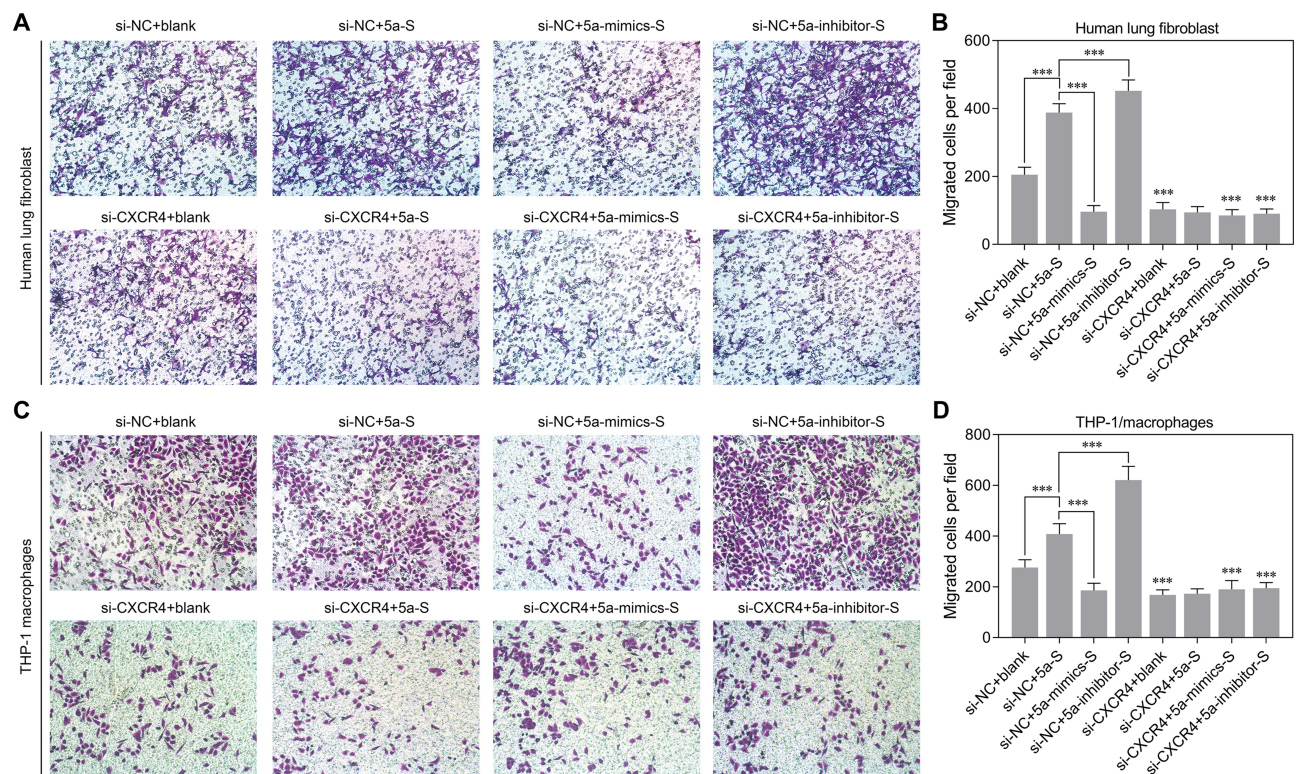 A
si-NC+blank
si-NC+5a-S
si-NC+5a-mimics-S
si-NC+5a-inhibitor-S
Human lung fibroblast
si-CXCR4+blank
si-CXCR4+5a-S
si-CXCR4+5a-mimics-S
si-CXCR4+5a-inhibitor-S
B
Human lung fibroblast
Migrated cells per field
600
400
200
0
***
***
***
***
***
***
si-NC+blank
si-NC+5a-S
si-NC+5a-mimics-S
si-NC+5a-inhibitor-S
si-CXCR4+blank
si-CXCR4+5a-S
si-CXCR4+5a-mimics-S
si-CXCR4+5a-inhibitor-S
C
si-NC+blank
si-NC+5a-S
si-NC+5a-mimics-S
si-NC+5a-inhibitor-S
THP-1 macrophages
si-CXCR4+blank
si-CXCR4+5a-S
si-CXCR4+5a-mimics-S
si-CXCR4+5a-inhibitor-S
D
THP-1/macrophages
Migrated cells per field
800
600
400
200
0
***
***
***
***
***
***
si-NC+blank
si-NC+5a-S
si-NC+5a-mimics-S
si-NC+5a-inhibitor-S
si-CXCR4+blank
si-CXCR4+5a-S
si-CXCR4+5a-mimics-S
si-CXCR4+5a-inhibitor-S